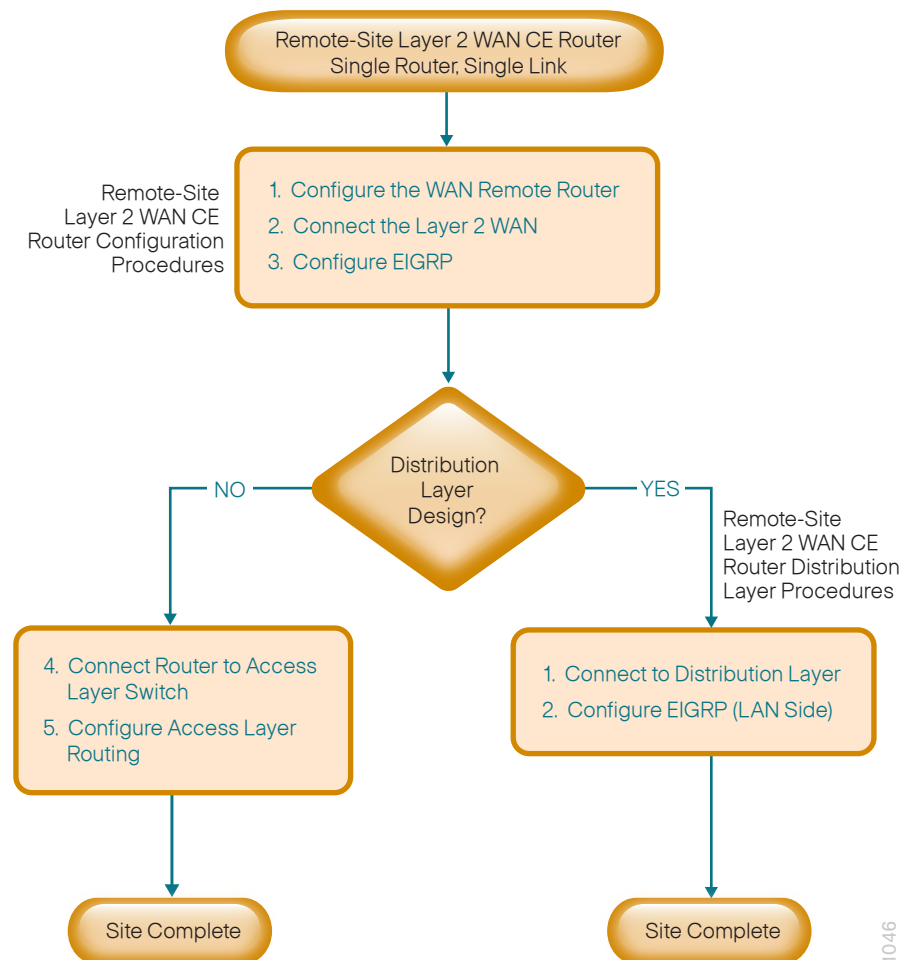 Remote-Site Layer 2 WAN CE Router
Single Router, Single Link
Remote-Site
Layer 2 WAN CE
Router Configuration
Procedures
1. Configure the WAN Remote Router
2. Connect the Layer 2 WAN
3. Configure EIGRP
Distribution
Layer
Design?
NO
YES
Remote-Site
Layer 2 WAN CE
Router Distribution
Layer Procedures
4. Connect Router to Access
Layer Switch
5. Configure Access Layer
Routing
1. Connect to Distribution Layer
2. Configure EIGRP (LAN Side)
Site Complete
Site Complete
1046